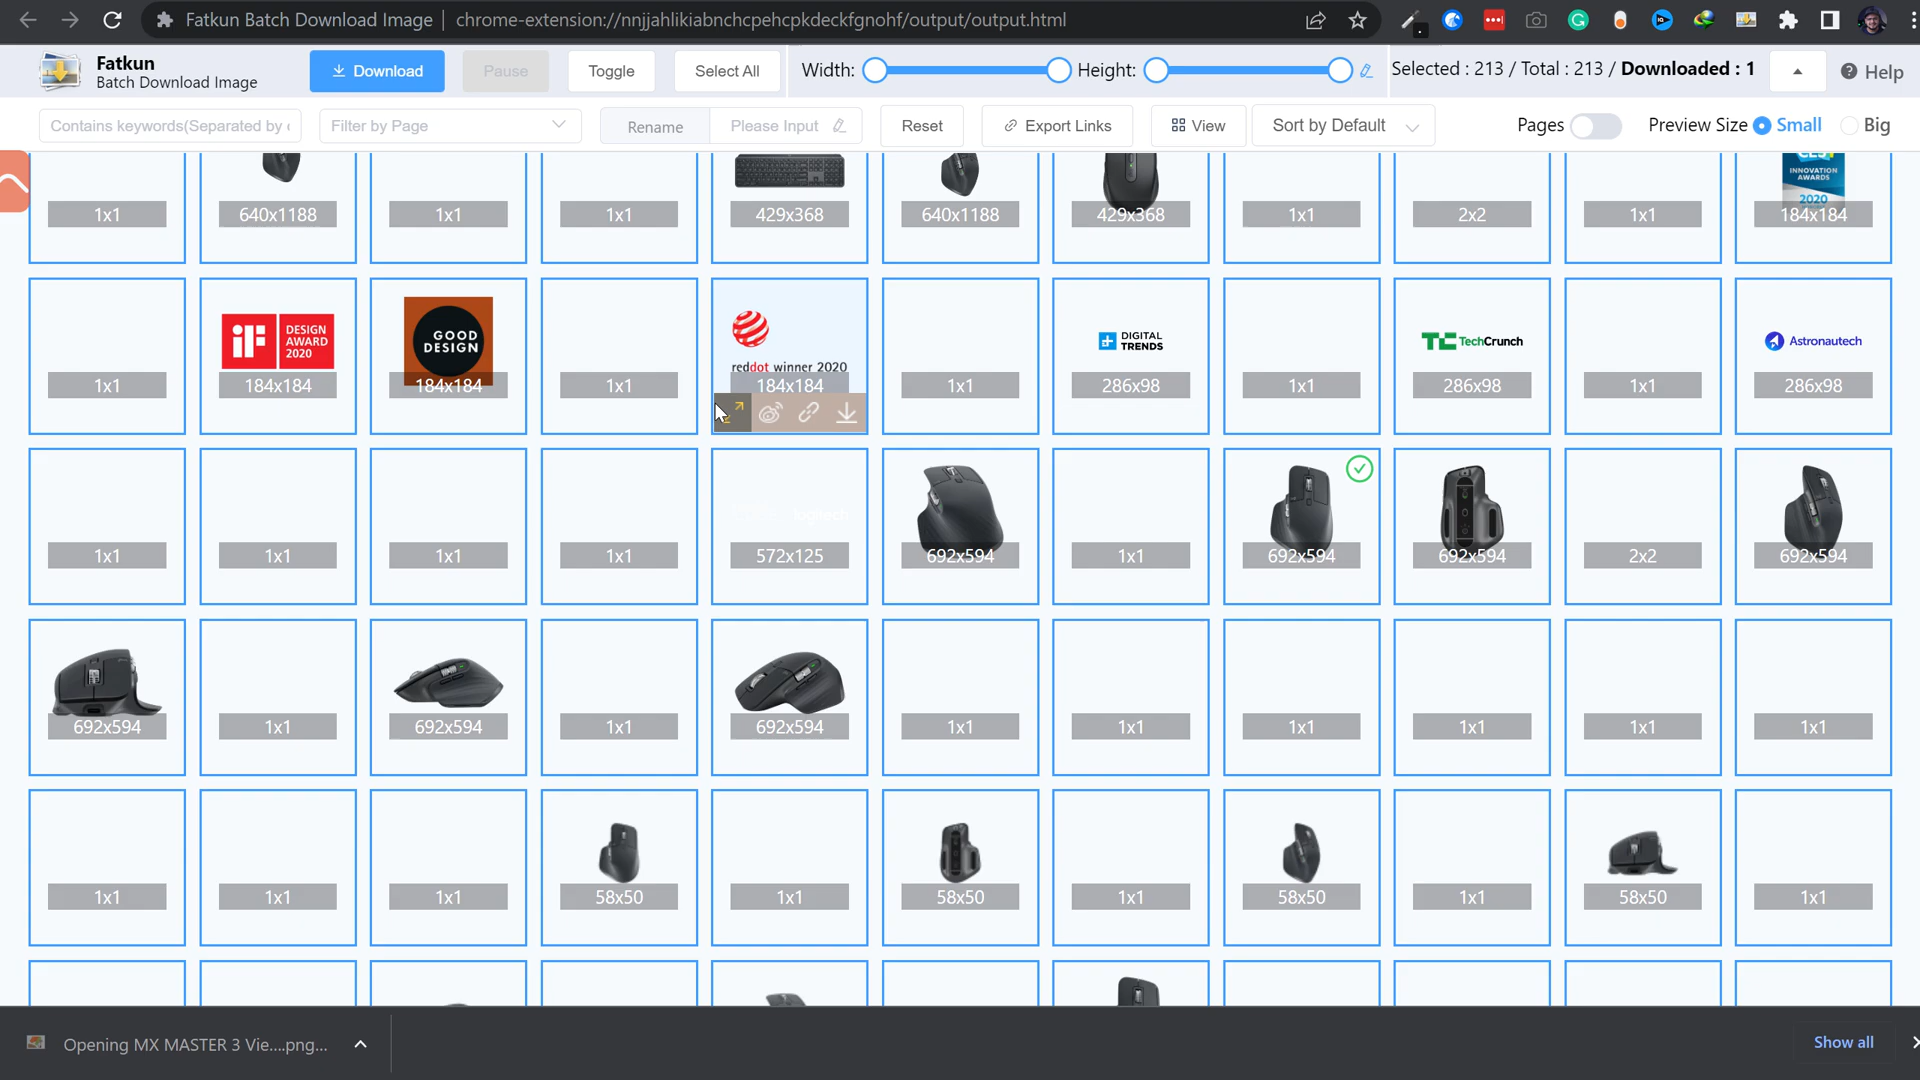 Fatkun Batch Download Image
chrome-extension://nnjjahlikiabnchcpehcpkdeckfgnohf/output/output.html
Fatkun
Batch Download Image
Download
Pause
Toggle
Select All
Width:
Height:
Selected : 213 / Total : 213 / Downloaded : 1
Help
Contains keywords(Separated by
Filter by Page
Rename
Please Input
Reset
Export Links
View
Sort by Default
Pages
Preview Size
Small
Big
INNOVATION
AWARDS
2020
1x1
640x1188
1x1
1x1
429x368
640x1188
429x368
1x1
2x2
1x1
184x184
iF
DESIGN
AWARD
2020
GOOD
DESIGN
reddot winner 2020
DIGITAL
TRENDS
TC TechCrunch
Astronautech
1x1
184x184
184x184
1x1
184x184
1x1
286x98
1x1
286x98
1x1
286x98
logitech
1x1
1x1
1x1
1x1
572x125
692x594
1x1
692x594
692x594
2x2
692x594
692x594
1x1
692x594
1x1
692x594
1x1
1x1
1x1
1x1
1x1
1x1
1x1
1x1
1x1
58x50
1x1
58x50
1x1
58x50
1x1
58x50
1x1
Opening MX MASTER 3 Vie....png...
Show all